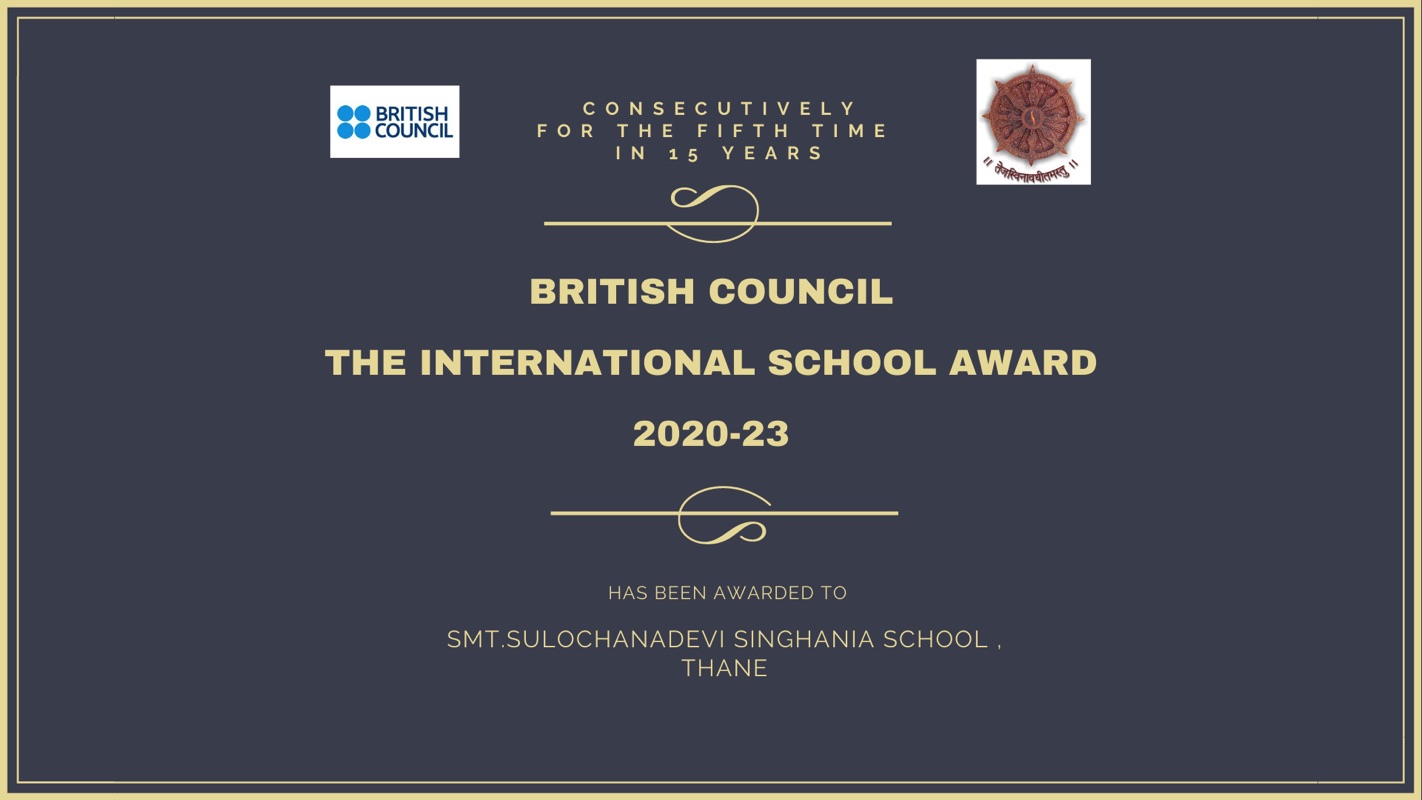 BRITISH
COUNCIL
CONSECUTIVELY
FOR THE FIFTH TIME
IN 15 YEARS
॥ तेजस्विनावधीतमस्तु ॥
BRITISH COUNCIL
THE INTERNATIONAL SCHOOL AWARD
2020-23
HAS BEEN AWARDED TO
SMT.SULOCHANADEVI SINGHANIA SCHOOL ,
THANE